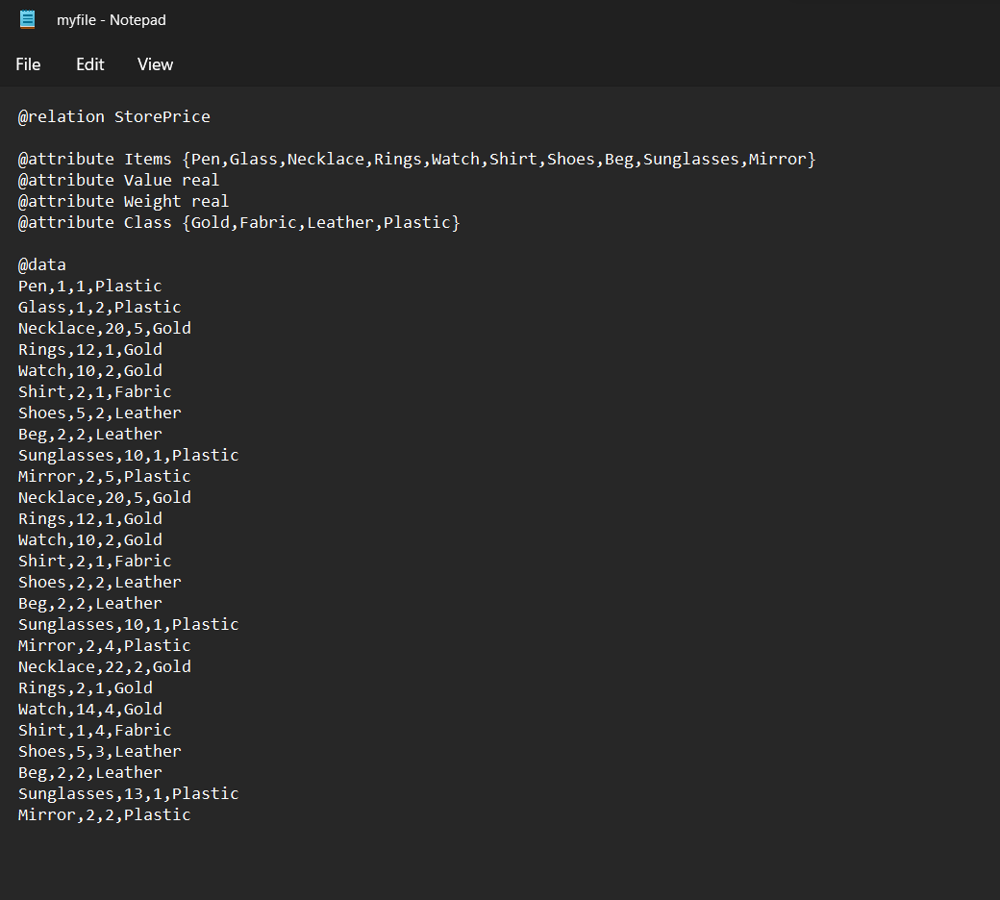 myfile - Notepad
File Edit View
@relation StorePrice
@attribute Items {Pen,Glass,Necklace,Rings,Watch,Shirt,Shoes,Beg,Sunglasses,Mirror}
@attribute Value real
@attribute Weight real
@attribute Class {Gold,Fabric,Leather,Plastic}
@data
Pen,1,1,Plastic
Glass,1,2,Plastic
Necklace,20,5,Gold
Rings,12,1,Gold
Watch,10,2,Gold
Shirt,2,1,Fabric
Shoes,5,2,Leather
Beg,2,2,Leather
Sunglasses,10,1,Plastic
Mirror,2,5,Plastic
Necklace,20,5,Gold
Rings,12,1,Gold
Watch,10,2,Gold
Shirt,2,1,Fabric
Shoes,2,2,Leather
Beg,2,2,Leather
Sunglasses,10,1,Plastic
Mirror,2,4,Plastic
Necklace,22,2,Gold
Rings,2,1,Gold
Watch,14,4,Gold
Shirt,1,4,Fabric
Shoes,5,3,Leather
Beg,2,2,Leather
Sunglasses,13,1,Plastic
Mirror,2,2,Plastic